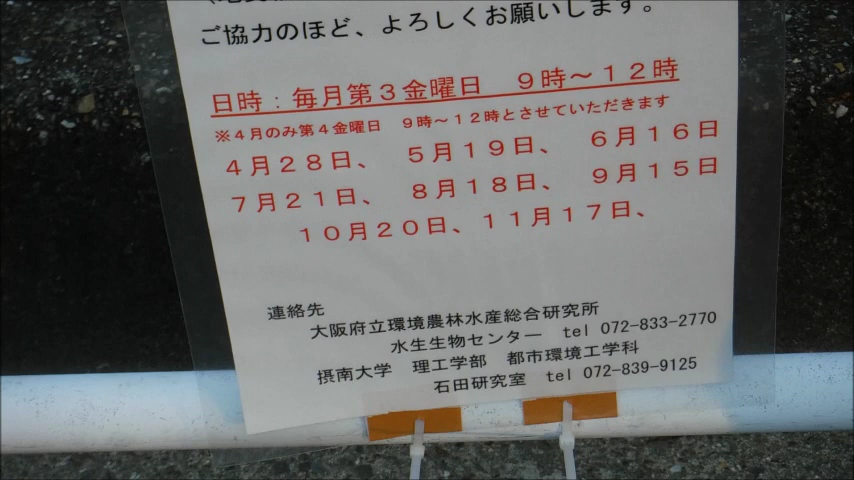 ご協力のほど、よろしくお願いします。
日時：毎月第３金曜日　９時～１２時
※４月のみ第４金曜日　９時～１２時とさせていただきます
４月２８日、　５月１９日、　６月１６日
７月２１日、　８月１８日、　９月１５日
１０月２０日、１１月１７日、
連絡先
大阪府立環境農林水産総合研究所
水生生物センター　tel 072-833-2770
摂南大学　理工学部　都市環境工学科
石田研究室　tel 072-839-9125